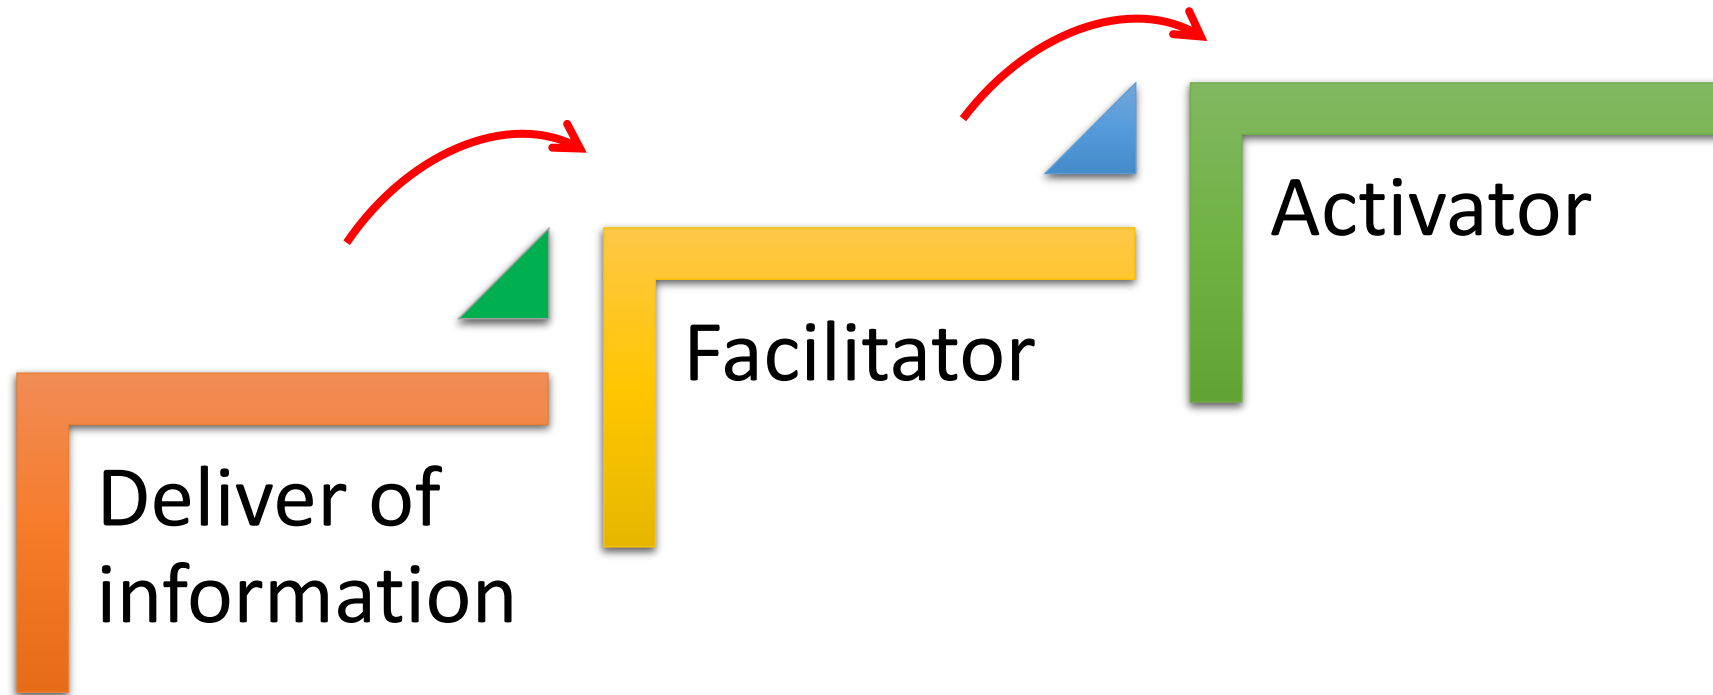 Deliver of
information
Facilitator
Activator